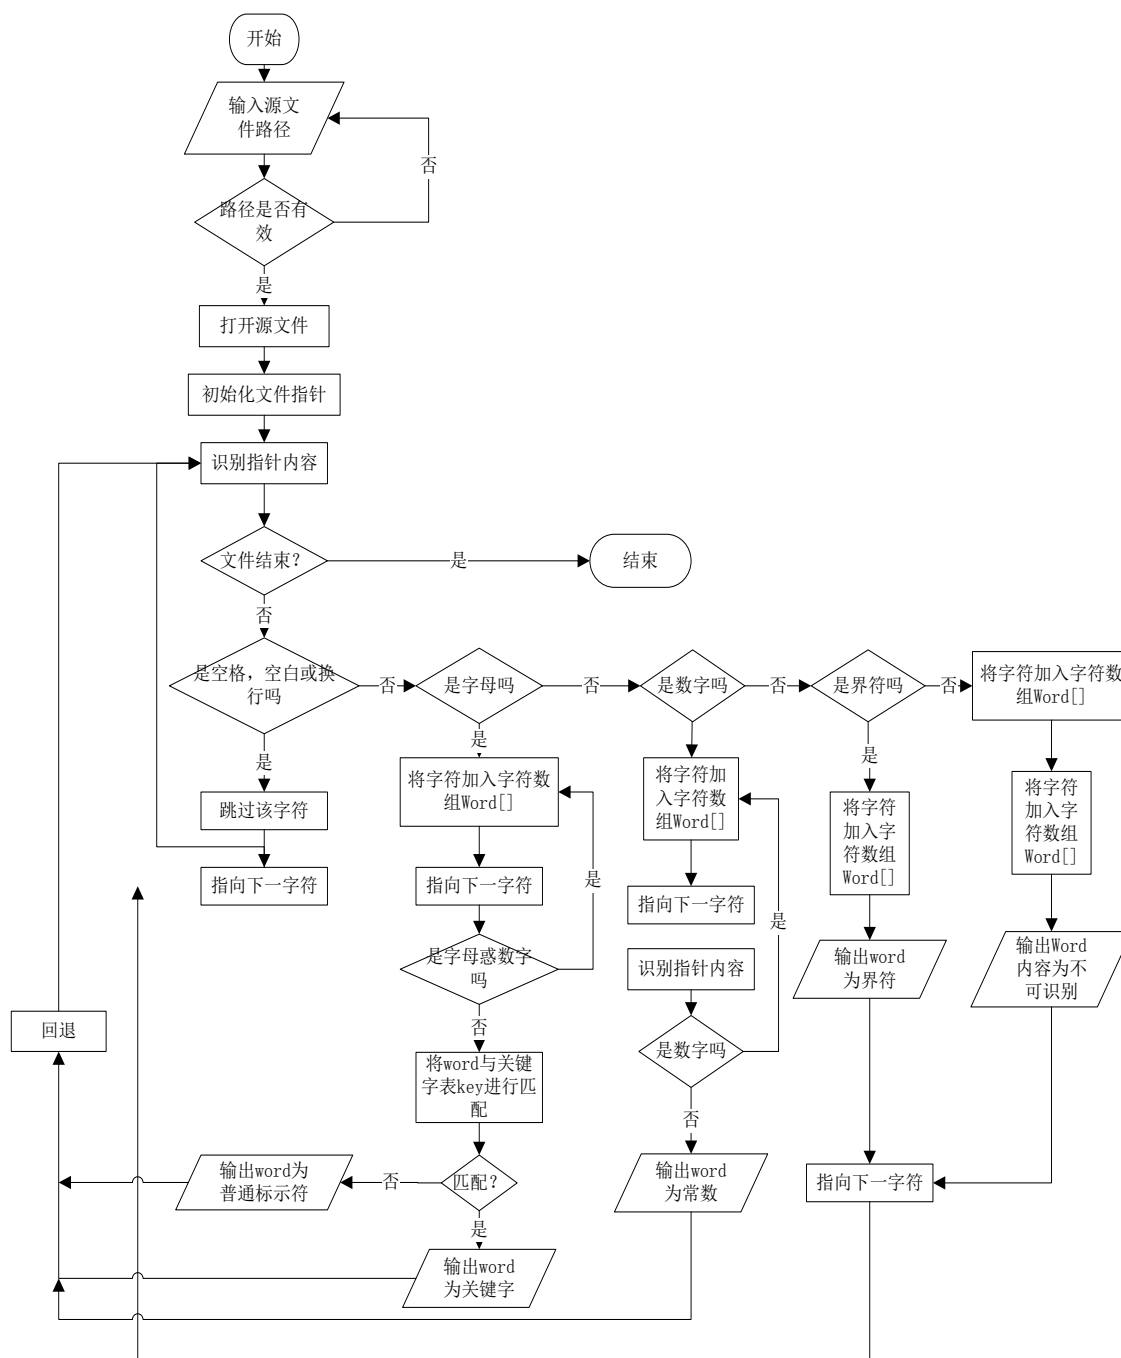 开始
输入源文
件路径
否
路径是否有
效
是
打开源文件
初始化文件指针
识别指针内容
文件结束?
是
结束
否
是空格，空白或换
行吗
否
是字母吗
否
是数字吗
否
是界符吗
否
将字符加入字符数
组Word[]
是
跳过该字符
指向下一字符
是
将字符加入字符数
组Word[]
指向下一字符
是
是字母或数字
吗
否
将word与关键
字表key进行匹
配
匹配?
否
输出word为
普通标示符
是
输出word
为关键字
回退
将字符加
入字符数
组Word[]
指向下一字符
是
识别指针内容
是数字吗
否
输出word
为常数
是
将字符
加入字
符数组
Word[]
输出word
为界符
指向下一字符
将字符
加入字
符数组
Word[]
输出Word
内容为不
可识别